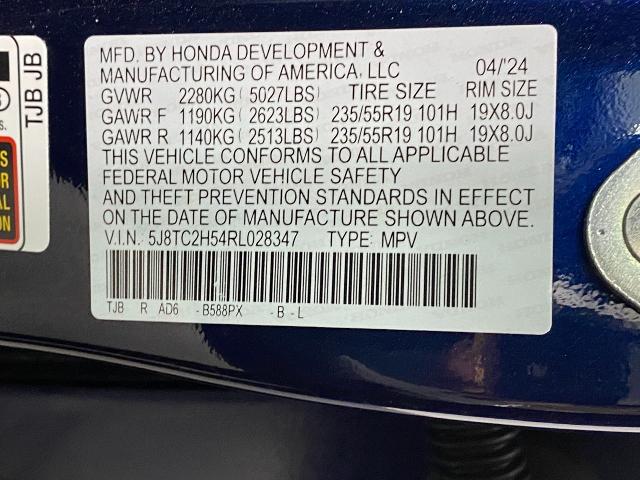 MFD. BY HONDA DEVELOPMENT &
MANUFACTURING OF AMERICA, LLC 04/'24
GVWR 2280KG ( 5027LBS) TIRE SIZE RIM SIZE
GAWR F 1190KG ( 2623LBS) 235/55R19 101H 19X8.0J
GAWR R 1140KG ( 2513LBS) 235/55R19 101H 19X8.0J
THIS VEHICLE CONFORMS TO ALL APPLICABLE
FEDERAL MOTOR VEHICLE SAFETY
AND THEFT PREVENTION STANDARDS IN EFFECT
ON THE DATE OF MANUFACTURE SHOWN ABOVE.
V.I.N. 5J8TC2H54RL028347 TYPE: MPV
TJB R AD6 -B588PX -B-L
TJB JB